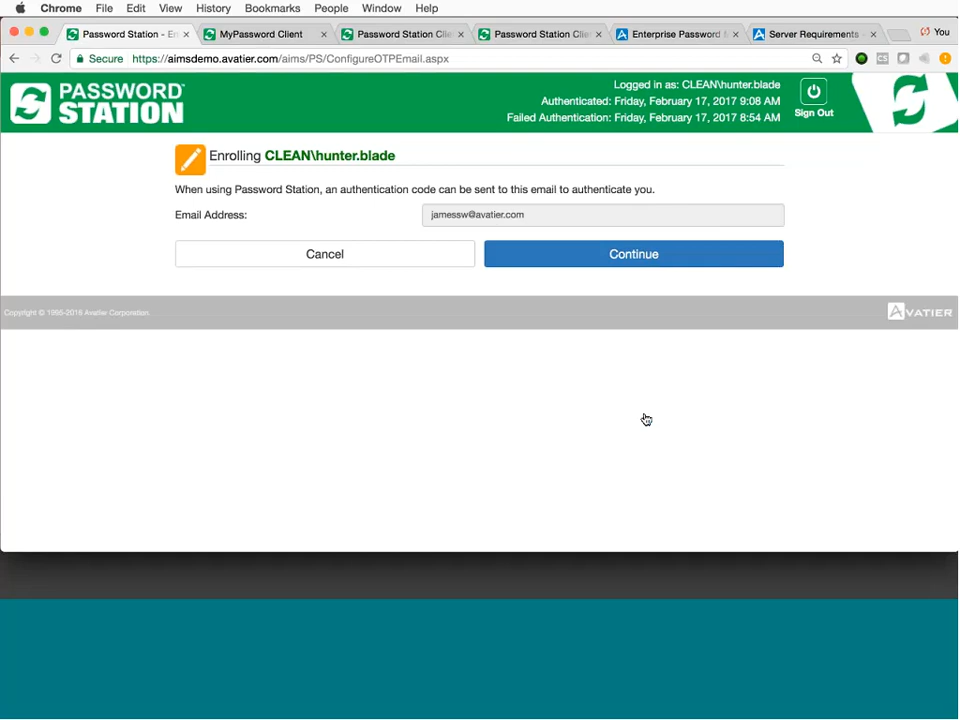 Chrome File Edit View History Bookmarks People Window Help
Password Station - En
MyPassword Client
Password Station Clie
Password Station Clie
Enterprise Password M
Server Requirements -
You
Secure https://aimsdemo.avatier.com/aims/PS/ConfigureOTPEmail.aspx
CS
PASSWORD
STATION
Logged in as: CLEAN\hunter.blade
Authenticated: Friday, February 17, 2017 9:08 AM
Failed Authentication: Friday, February 17, 2017 8:54 AM
Sign Out
Enrolling CLEAN\hunter.blade
When using Password Station, an authentication code can be sent to this email to authenticate you.
Email Address:
jamessw@avatier.com
Cancel
Continue
Copyright © 1995-2016 Avatier Corporation.
AVATIER